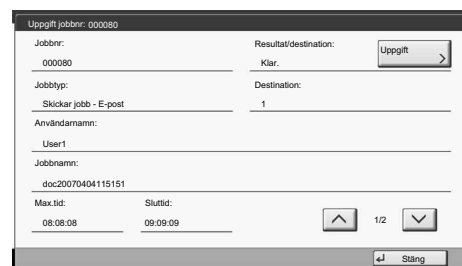 Uppgift jobbnr: 000080
Jobbnr:
000080
Resultat/destination:
Klar.
Uppgift
Jobbtyp:
Skickar jobb - E-post
Destination:
1
Användarnamn:
User1
Jobbnamn:
doc20070404115151
Max.tid:
08:08:08
Sluttid:
09:09:09
1/2
Stäng